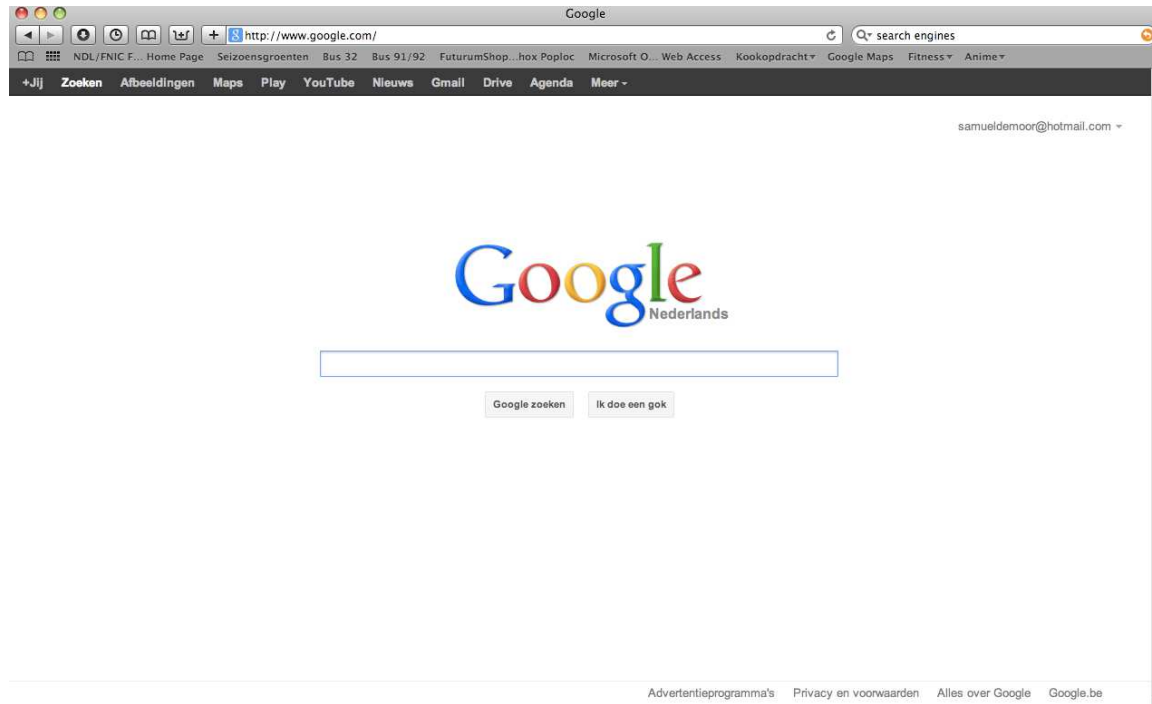 Google
http://www.google.com/ search engines
NDL/FNIC F... Home Page Seizoensgroenten Bus 32 Bus 91/92 FuturumShop...hox Poploc Microsoft O... Web Access Kookopdracht Google Maps Fitness Anime
+Jij Zoeken Afbeeldingen Maps Play YouTube Nieuws Gmail Drive Agenda Meer
samueldemoor@hotmail.com
Google
Nederlands
Google zoeken Ik doe een gok
Advertentieprogramma's Privacy en voorwaarden Alles over Google Google.be